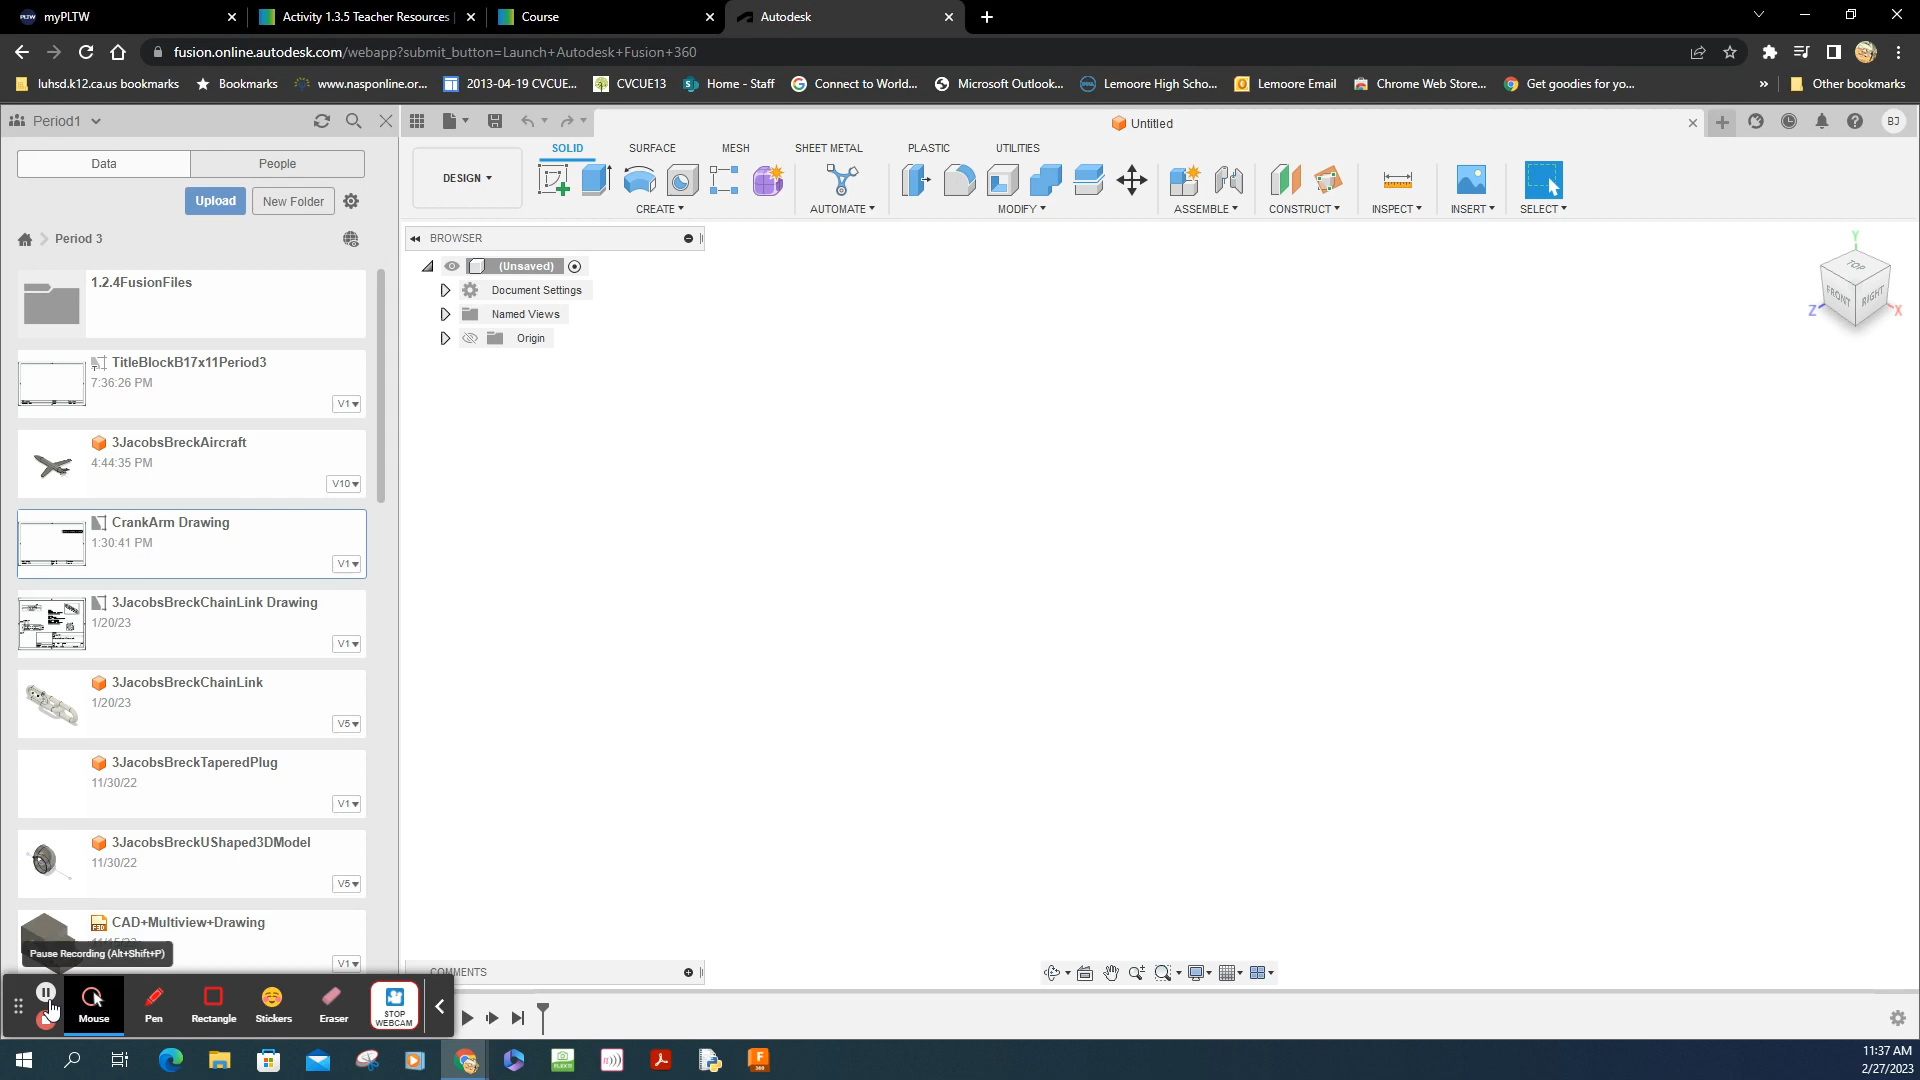 myPLTW
Activity 1.3.5 Teacher Resources
Course
Autodesk
fusion.online.autodesk.com/webapp?submit_button=Launch+Autodesk+Fusion+360
luhsd.k12.ca.us bookmarks
Bookmarks
www.nasponline.or...
2013-04-19 CVCUE...
CVCUE13
Home - Staff
Connect to World...
Microsoft Outlook...
Lemoore High Scho...
Lemoore Email
Chrome Web Store...
Get goodies for yo...
»
Other bookmarks
Period1
Untitled
BJ
Data
People
Upload
New Folder
Period 3
SOLID
SURFACE
MESH
SHEET METAL
PLASTIC
UTILITIES
DESIGN
CREATE
AUTOMATE
MODIFY
ASSEMBLE
CONSTRUCT
INSPECT
INSERT
SELECT
BROWSER
(Unsaved)
Document Settings
Named Views
Origin
Y
TOP
FRONT
RIGHT
Z
X
1.2.4FusionFiles
TitleBlockB17x11Period3
7:36:26 PM
V1
3JacobsBreckAircraft
4:44:35 PM
V10
CrankArm Drawing
1:30:41 PM
V1
3JacobsBreckChainLink Drawing
1/20/23
V1
3JacobsBreckChainLink
1/20/23
V5
3JacobsBreckTaperedPlug
11/30/22
V1
3JacobsBreckUShaped3DModel
11/30/22
V5
CAD+Multiview+Drawing
V1
Pause Recording (Alt+Shift+P)
COMMENTS
Mouse
Pen
Rectangle
Stickers
Eraser
STOP
WEBCAM
11:37 AM
2/27/2023